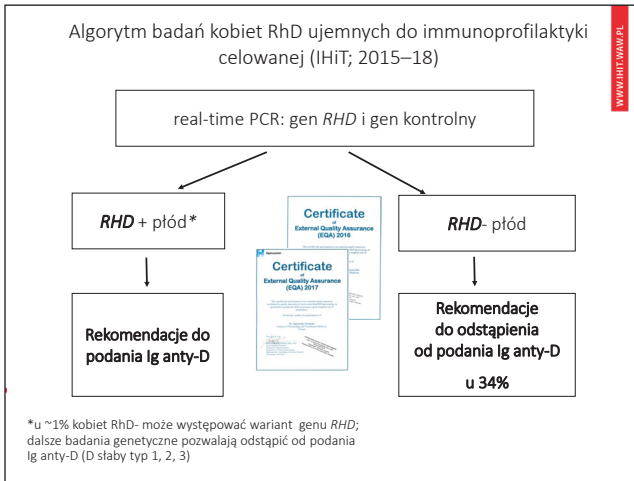 Algorytm badań kobiet RhD ujemnych do immunoprofilaktyki
celowanej (IHiT; 2015–18)
WWW.IHIT.WAW.PL
real-time PCR: gen RHD i gen kontrolny
RHD + płód*
RHD- płód
Certificate
of
External Quality Assurance
(EQA) 2016
Certificate
of
External Quality Assurance
(EQA) 2017
Rekomendacje do
podania Ig anty-D
Rekomendacje
do odstąpienia
od podania Ig anty-D
u 34%
*u ~1% kobiet RhD- może występować wariant genu RHD;
dalsze badania genetyczne pozwalają odstąpić od podania
Ig anty-D (D słaby typ 1, 2, 3)